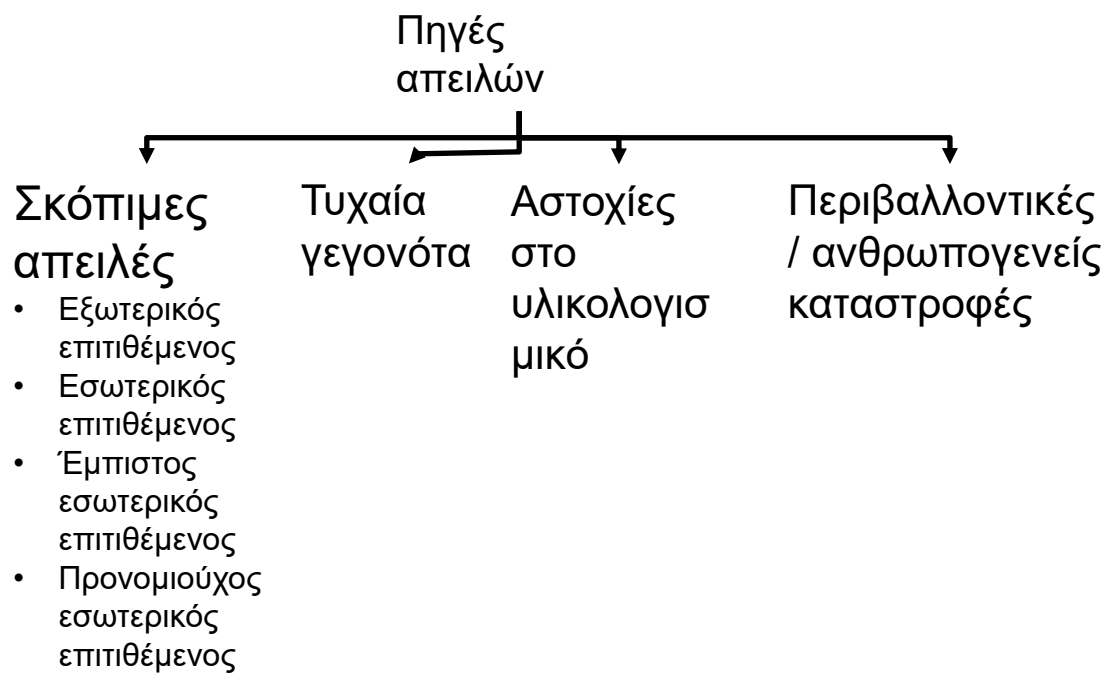 Πηγές
απειλών
Σκόπιμες
απειλές
• Εξωτερικός
επιτιθέμενος
• Εσωτερικός
επιτιθέμενος
• Έμπιστος
εσωτερικός
επιτιθέμενος
• Προνομιούχος
εσωτερικός
επιτιθέμενος
Τυχαία
γεγονότα
Αστοχίες
στο
υλικολογισ
μικό
Περιβαλλοντικές
/ ανθρωπογενείς
καταστροφές